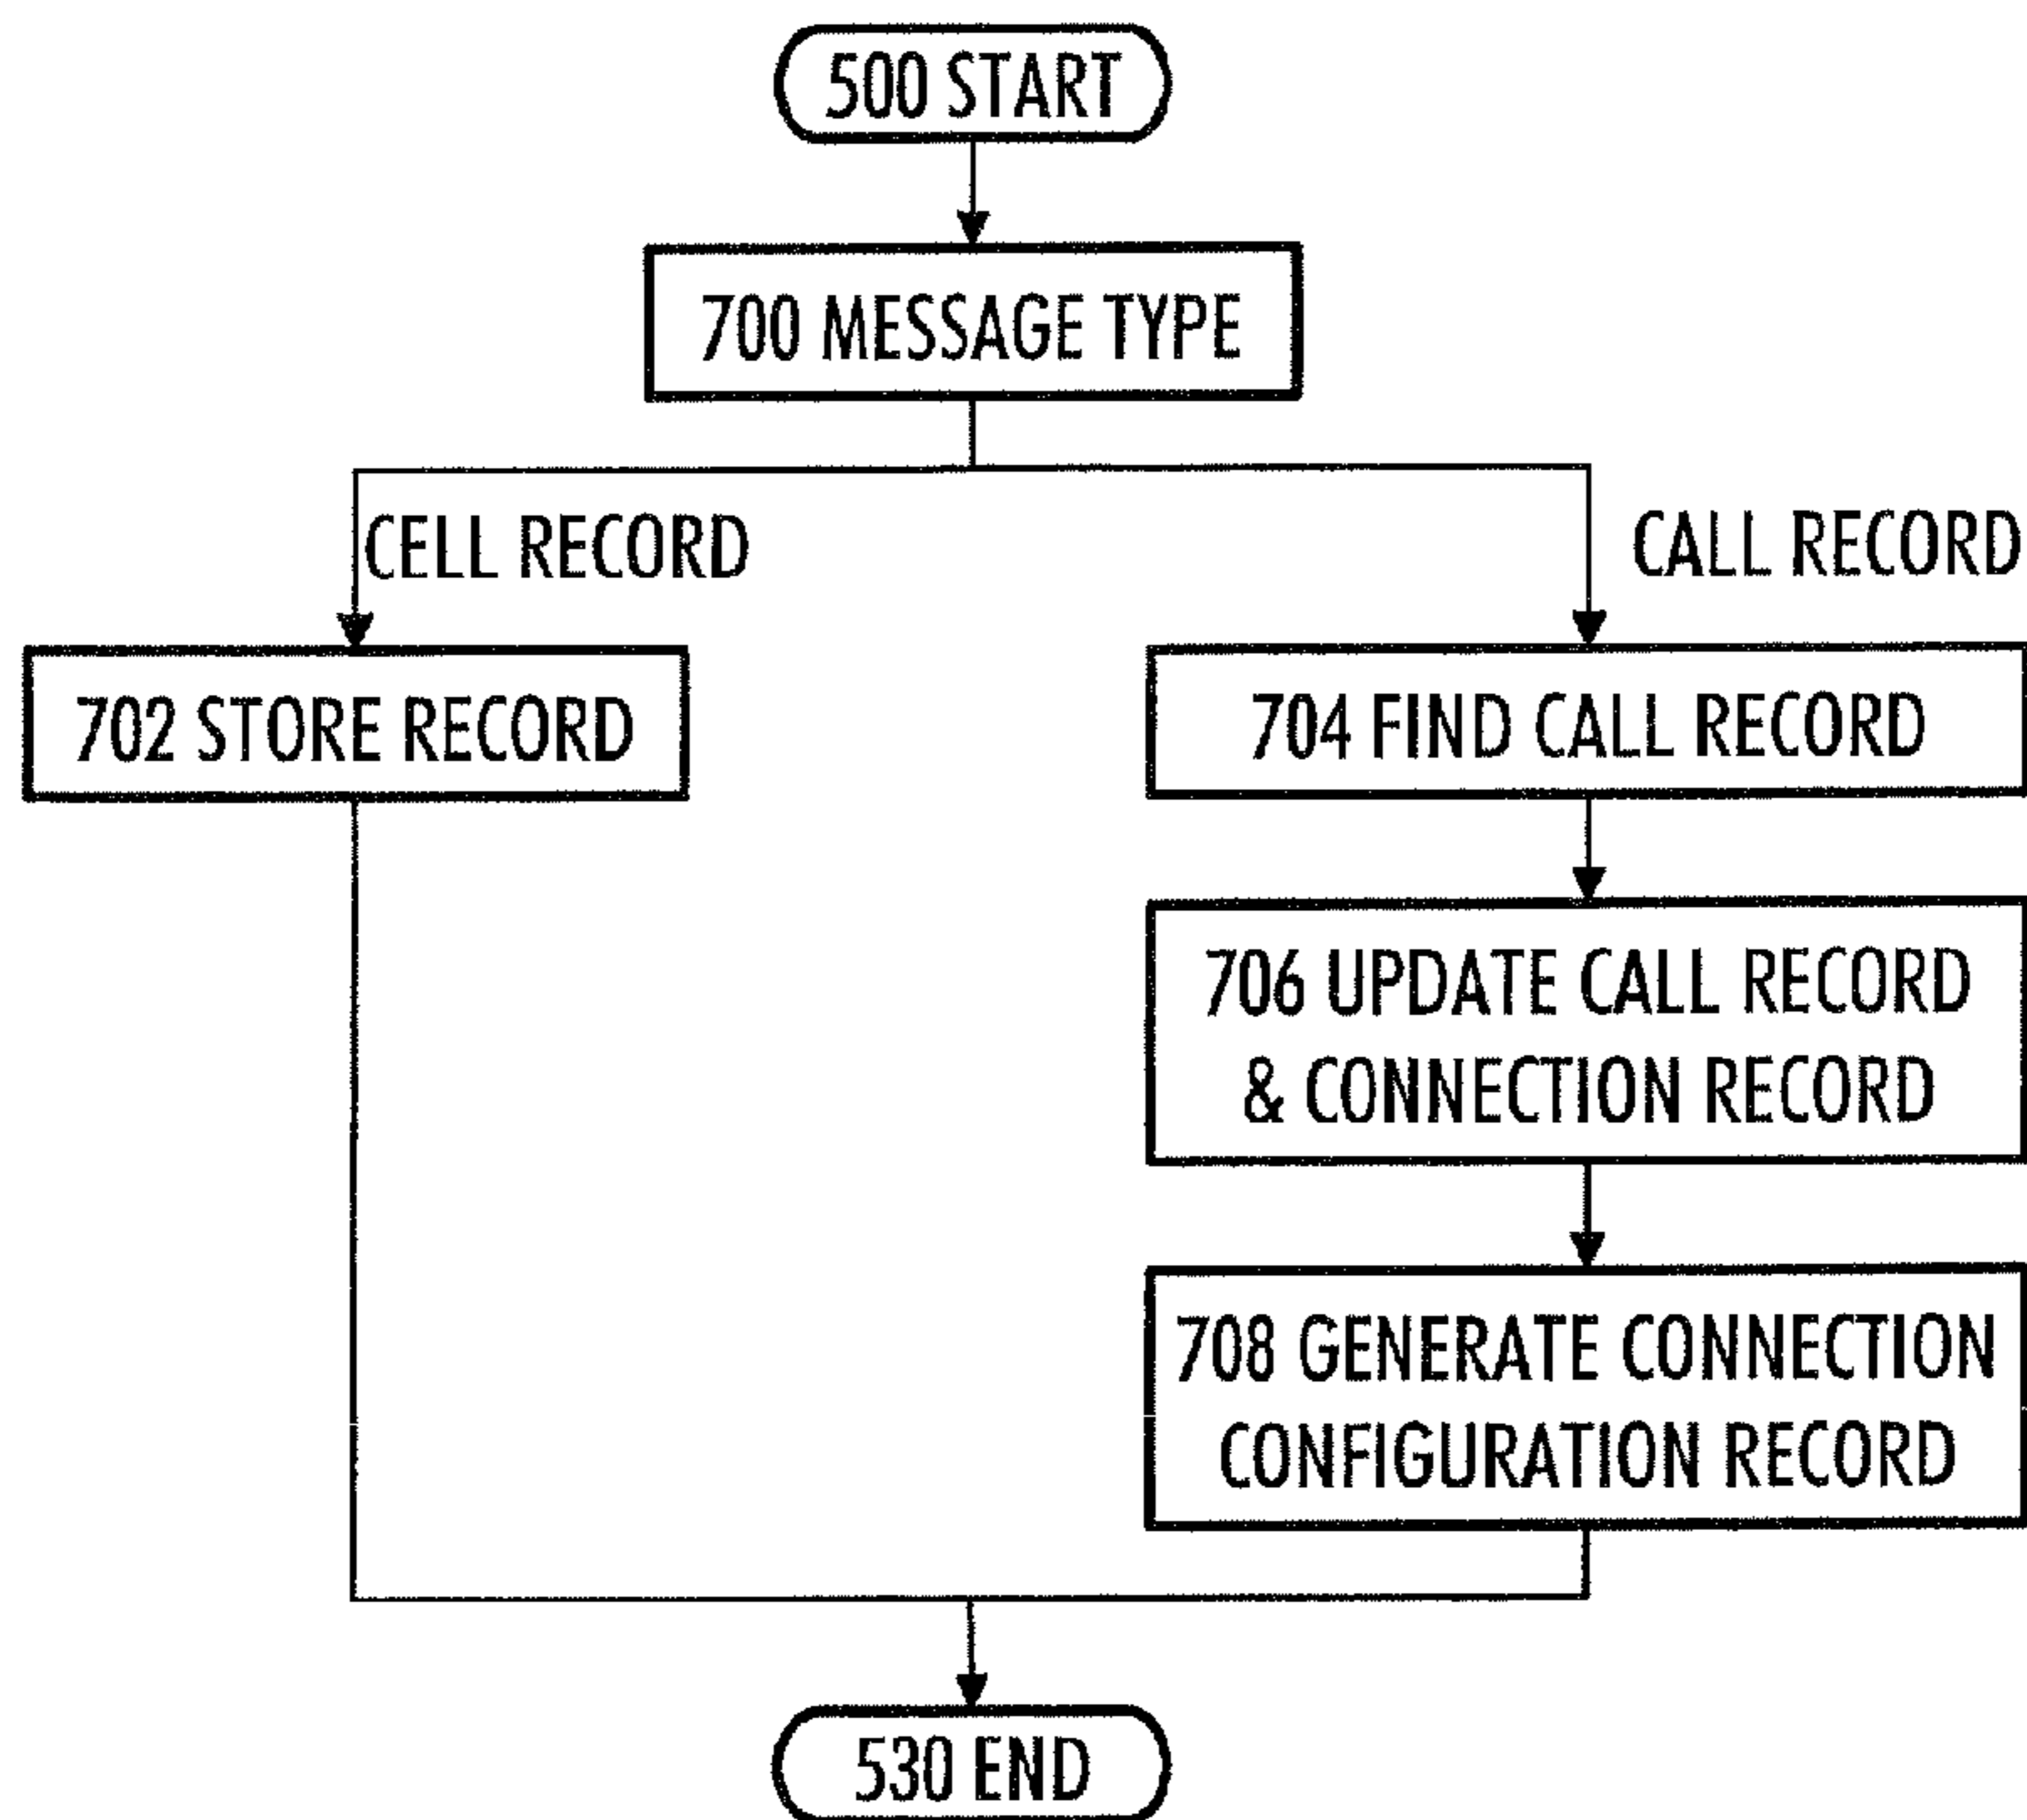 500 START
700 MESSAGE TYPE
CELL RECORD
CALL RECORD
702 STORE RECORD
704 FIND CALL RECORD
706 UPDATE CALL RECORD
& CONNECTION RECORD
708 GENERATE CONNECTION
CONFIGURATION RECORD
530 END